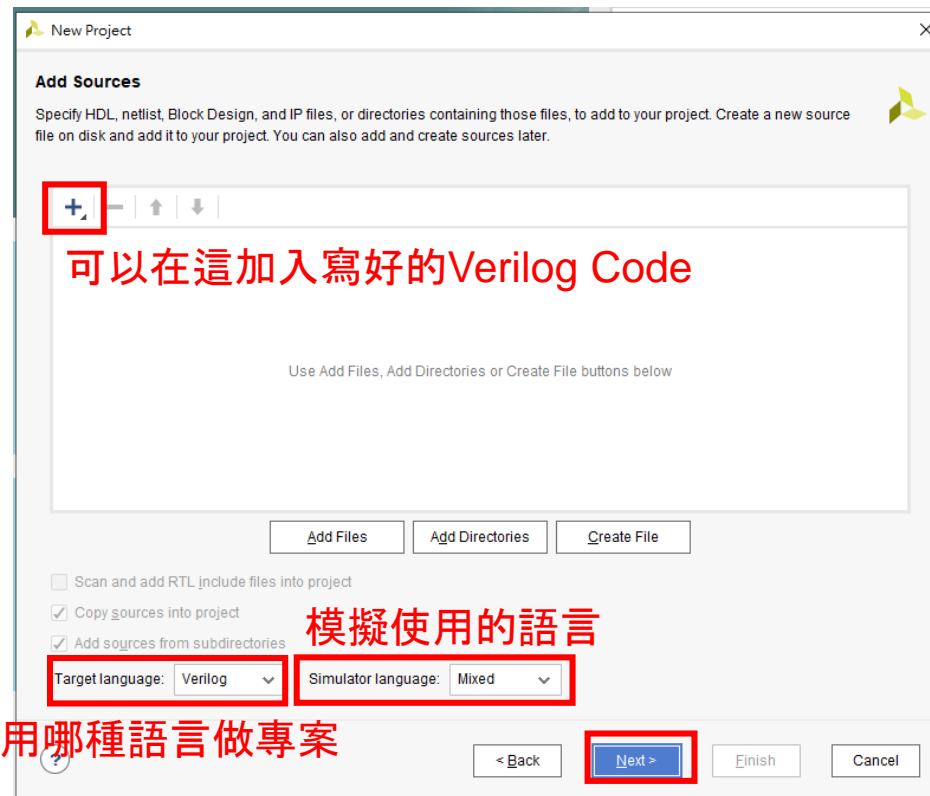 New Project
Add Sources
Specify HDL, netlist, Block Design, and IP files, or directories containing those files, to add to your project. Create a new source
file on disk and add it to your project. You can also add and create sources later.
可以在這加入寫好的Verilog Code
Use Add Files, Add Directories or Create File buttons below
Add Files Add Directories Create File
Scan and add RTL include files into project
Copy sources into project
Add sources from subdirectories
模擬使用的語言
Target language: Verilog Simulator language: Mixed
用哪種語言做專案
? < Back Next > Finish Cancel